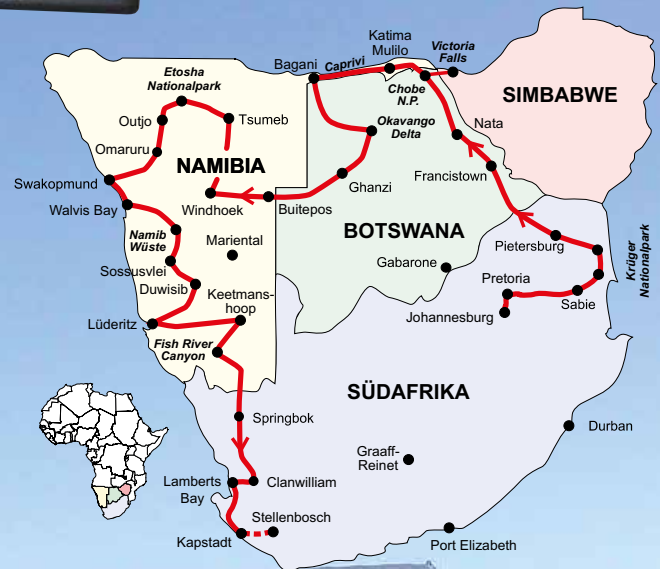 Katima
Mulilo
Victoria
Falls
Bagani
Caprivi
Etosha
Nationalpark
Chobe
N.P.
SIMBABWE
Outjo
Tsumeb
Okavango
Delta
Nata
Omaruru
NAMIBIA
Francistown
Swakopmund
Ghanzi
Walvis Bay
Windhoek
Buitepos
BOTSWANA
Namib
Wüste
Mariental
Pietersburg
Krüger
Nationalpark
Sossusvlei
Gabarone
Duwisib
Pretoria
Keetmans-
hoop
Sabie
Johannesburg
Lüderitz
Fish River
Canyon
SÜDAFRIKA
Springbok
Durban
Graaff-
Reinet
Lamberts
Bay
Clanwilliam
Stellenbosch
Kapstadt
Port Elizabeth